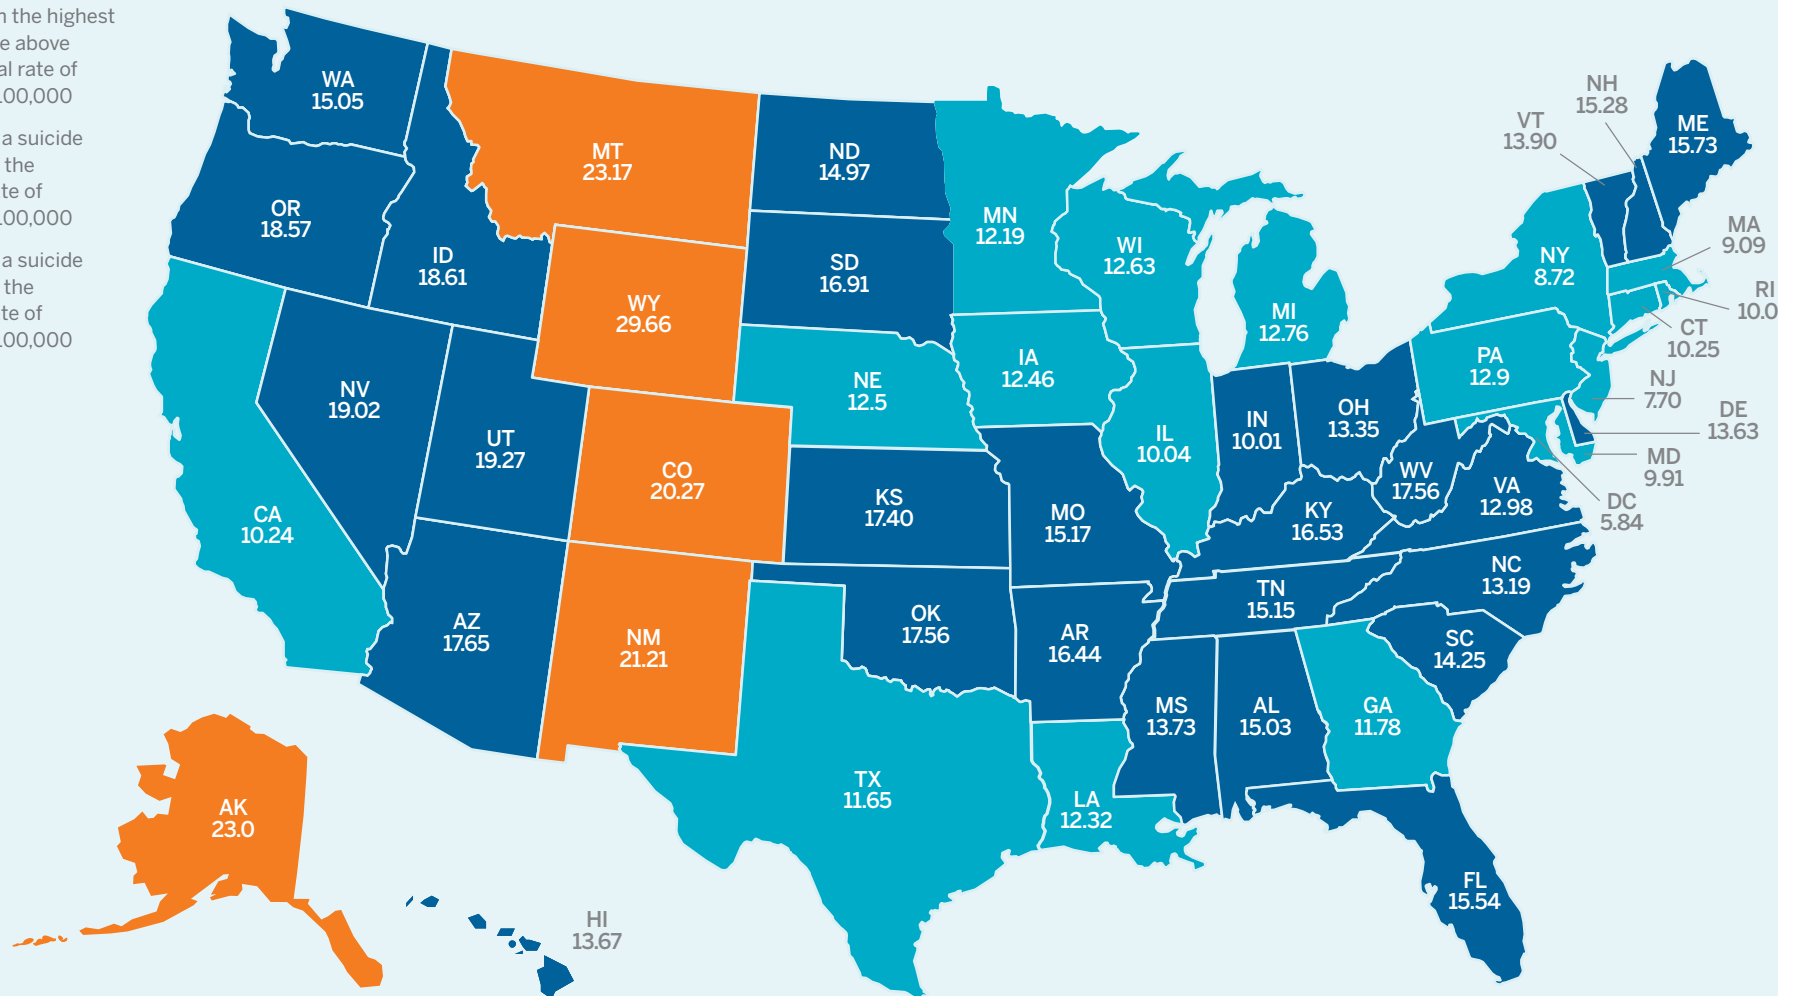 the highest
above
rate of
100,000
a suicide
the
of
100,000
a suicide
the
of
100,000
WA
15.05
OR
18.57
CA
10.24
ID
18.61
NV
19.02
UT
19.27
AZ
17.65
MT
23.17
WY
29.66
CO
20.27
NM
21.21
ND
14.97
SD
16.91
NE
12.5
KS
17.40
OK
17.56
TX
11.65
MN
12.19
IA
12.46
MO
15.17
AR
16.44
LA
12.32
WI
12.63
IL
10.04
MI
12.76
IN
10.01
OH
13.35
KY
16.53
TN
15.15
MS
13.73
AL
15.03
GA
11.78
FL
15.54
SC
14.25
NC
13.19
VA
12.98
WV
17.56
PA
12.9
NY
8.72
VT
13.90
NH
15.28
ME
15.73
MA
9.09
RI
10.0
CT
10.25
NJ
7.70
DE
13.63
MD
9.91
DC
5.84
AK
23.0
HI
13.67